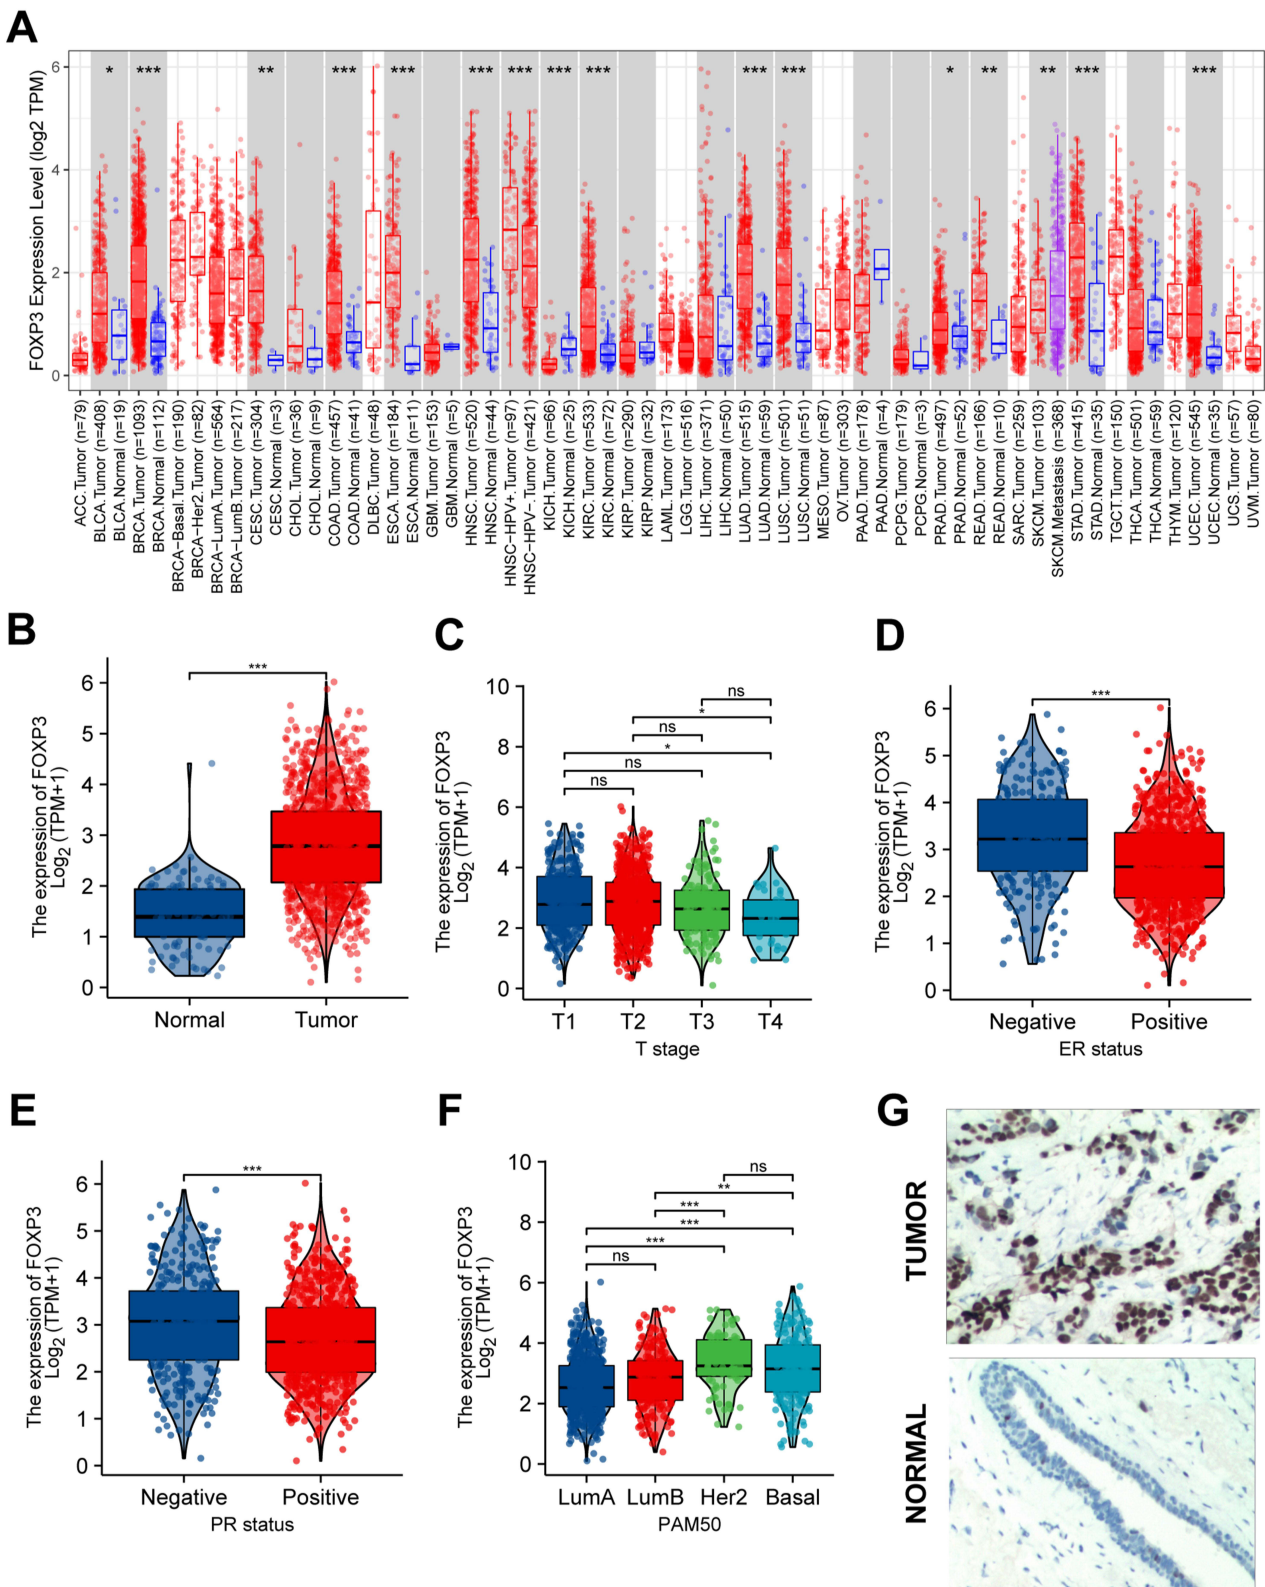 A
FOXP3 Expression Level (log2 TPM)
6
4
2
0
* *** ** *** *** *** *** *** *** *** *** * ** ** *** ***
ACC.Tumor (n=79)
BLCA.Tumor (n=408)
BLCA.Normal (n=19)
BRCA.Tumor (n=1093)
BRCA.Normal (n=112)
BRCA-Basal.Tumor (n=190)
BRCA-Her2.Tumor (n=82)
BRCA-LumA.Tumor (n=564)
BRCA-LumB.Tumor (n=217)
CESC.Tumor (n=304)
CESC.Normal (n=3)
CHOL.Tumor (n=36)
CHOL.Normal (n=9)
COAD.Tumor (n=457)
COAD.Normal (n=41)
DLBC.Tumor (n=48)
ESCA.Tumor (n=184)
ESCA.Normal (n=11)
GBM.Tumor (n=153)
GBM.Normal (n=5)
HNSC.Tumor (n=520)
HNSC.Normal (n=44)
HNSC-HPV+.Tumor (n=97)
HNSC-HPV-.Tumor (n=421)
KICH.Tumor (n=66)
KICH.Normal (n=25)
KIRC.Tumor (n=533)
KIRC.Normal (n=72)
KIRP.Tumor (n=290)
KIRP.Normal (n=32)
LAML.Tumor (n=173)
LGG.Tumor (n=516)
LIHC.Tumor (n=371)
LIHC.Normal (n=50)
LUAD.Tumor (n=515)
LUAD.Normal (n=59)
LUSC.Tumor (n=501)
LUSC.Normal (n=51)
MESO.Tumor (n=87)
OV.Tumor (n=303)
PAAD.Tumor (n=178)
PAAD.Normal (n=4)
PCPG.Tumor (n=179)
PCPG.Normal (n=3)
PRAD.Tumor (n=497)
PRAD.Normal (n=52)
READ.Tumor (n=166)
READ.Normal (n=10)
SARC.Tumor (n=259)
SKCM.Tumor (n=103)
SKCM.Metastasis (n=368)
STAD.Tumor (n=415)
STAD.Normal (n=35)
TGCT.Tumor (n=150)
THCA.Tumor (n=501)
THCA.Normal (n=59)
THYM.Tumor (n=120)
UCEC.Tumor (n=545)
UCEC.Normal (n=35)
UCS.Tumor (n=57)
UVM.Tumor (n=80)
B
The expression of FOXP3
Log2 (TPM+1)
6
5
4
3
2
1
0
***
Normal Tumor
C
The expression of FOXP3
Log2 (TPM+1)
10
8
6
4
2
0
ns
*
ns
*
ns
ns
T1 T2 T3 T4
T stage
D
The expression of FOXP3
Log2 (TPM+1)
6
5
4
3
2
1
0
***
Negative Positive
ER status
E
The expression of FOXP3
Log2 (TPM+1)
6
5
4
3
2
1
0
***
Negative Positive
PR status
F
The expression of FOXP3
Log2 (TPM+1)
10
8
6
4
2
0
ns
**
***
***
***
ns
LumA LumB Her2 Basal
PAM50
G
TUMOR
NORMAL